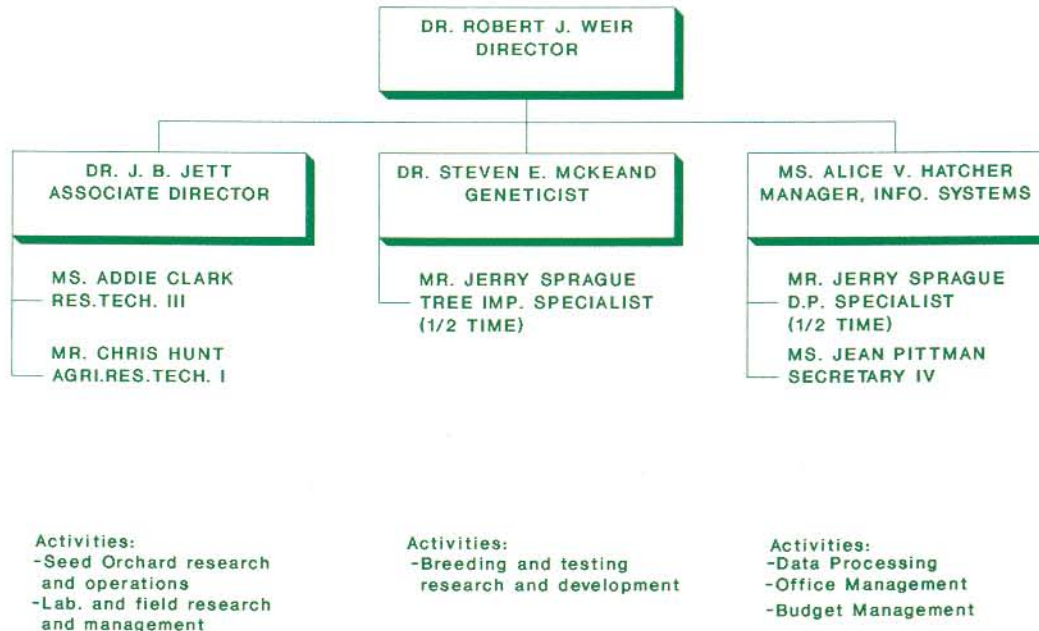 DR. ROBERT J. WEIR
DIRECTOR
DR. J. B. JETT
ASSOCIATE DIRECTOR
DR. STEVEN E. MCKEAND
GENETICIST
MS. ALICE V. HATCHER
MANAGER, INFO. SYSTEMS
MS. ADDIE CLARK
RES.TECH. III
MR. CHRIS HUNT
AGRI.RES.TECH. I
MR. JERRY SPRAGUE
TREE IMP. SPECIALIST
(1/2 TIME)
MR. JERRY SPRAGUE
D.P. SPECIALIST
(1/2 TIME)
MS. JEAN PITTMAN
SECRETARY IV
Activities:
-Seed Orchard research
and operations
-Lab. and field research
and management
Activities:
-Breeding and testing
research and development
Activities:
-Data Processing
-Office Management
-Budget Management